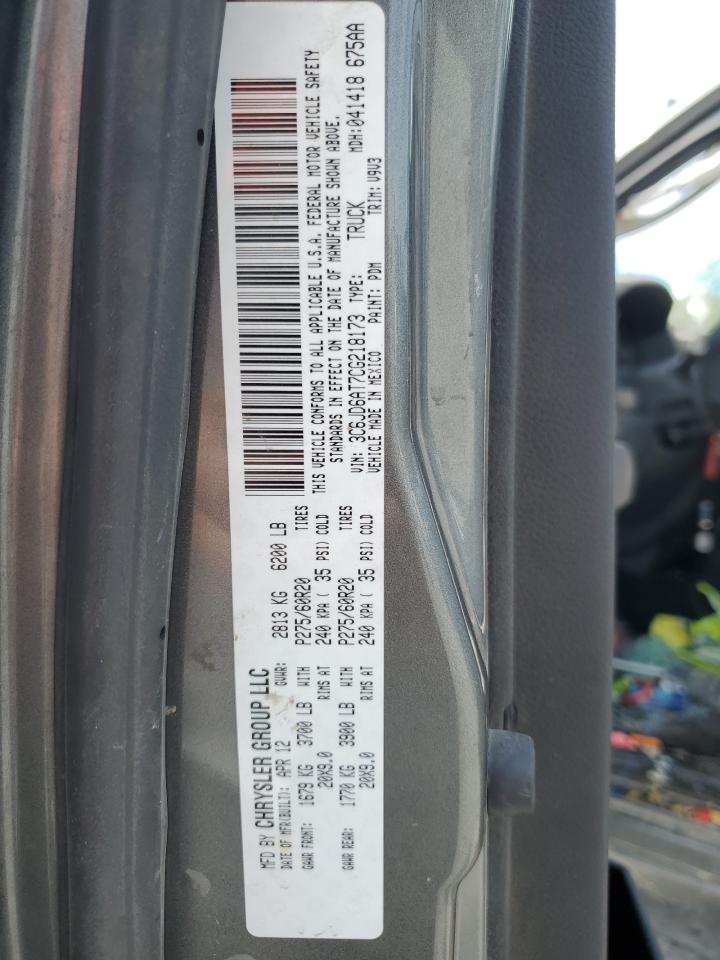 MFD BY CHRYSLER GROUP LLC
DATE OF MFR(BUILT): APR 12 GVWR: 2813 KG 6200 LB
GAWR FRONT: 1679 KG 3700 LB WITH P275/60R20 TIRES
20X9.0 RIMS AT 240 KPA ( 35 PSI) COLD
GAWR REAR: 1770 KG 3900 LB WITH P275/60R20 TIRES
20X9.0 RIMS AT 240 KPA ( 35 PSI) COLD
THIS VEHICLE CONFORMS TO ALL APPLICABLE U.S.A. FEDERAL MOTOR VEHICLE SAFETY
STANDARDS IN EFFECT ON THE DATE OF MANUFACTURE SHOWN ABOVE.
VIN: 3C6JD6AT7CG218173 TYPE: TRUCK MDH:041418 675AA
VEHICLE MADE IN MEXICO PAINT: PDM TRIM: V9V3